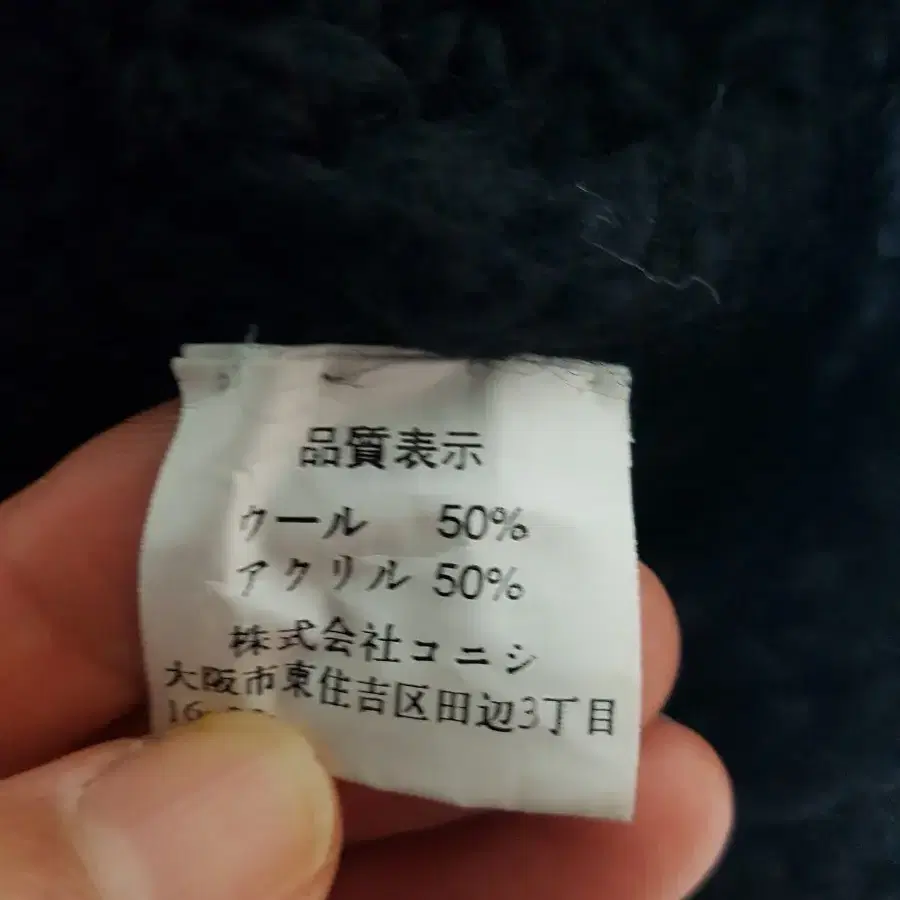 品質表示
ウール 50%
アクリル 50%
株式会社コニシ
大阪市東住吉区田辺3丁目
16